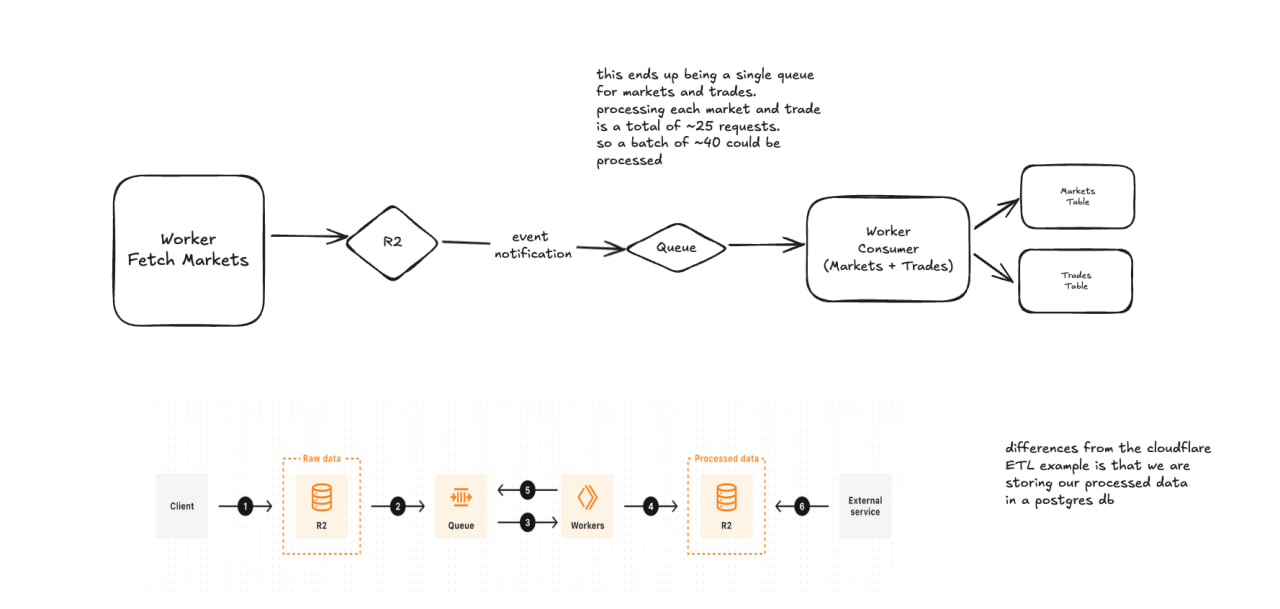 this ends up being a single queue
for markets and trades.
processing each market and trade
is a total of ~25 requests.
so a batch of ~40 could be
processed
Worker
Fetch Markets
R2
event
notification
Queue
Worker
Consumer
(Markets + Trades)
Markets
Table
Trades
Table
Raw data
Processed data
Client
1
R2
2
Queue
5
3
Workers
4
R2
6
External
service
differences from the cloudflare
ETL example is that we are
storing our processed data
in a postgres db